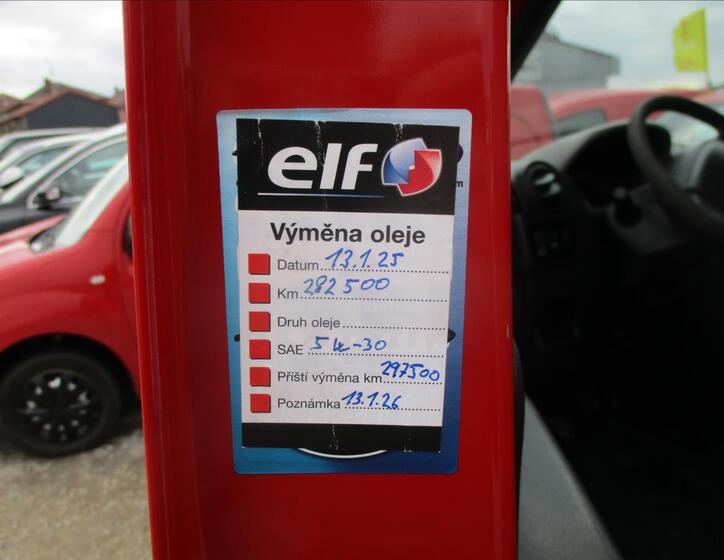 elf
m
Výměna oleje
Datum 13.1.25
Km 282 500
Druh oleje
SAE 5w-30
Příští výměna km 297500
Poznámka 13.1.26